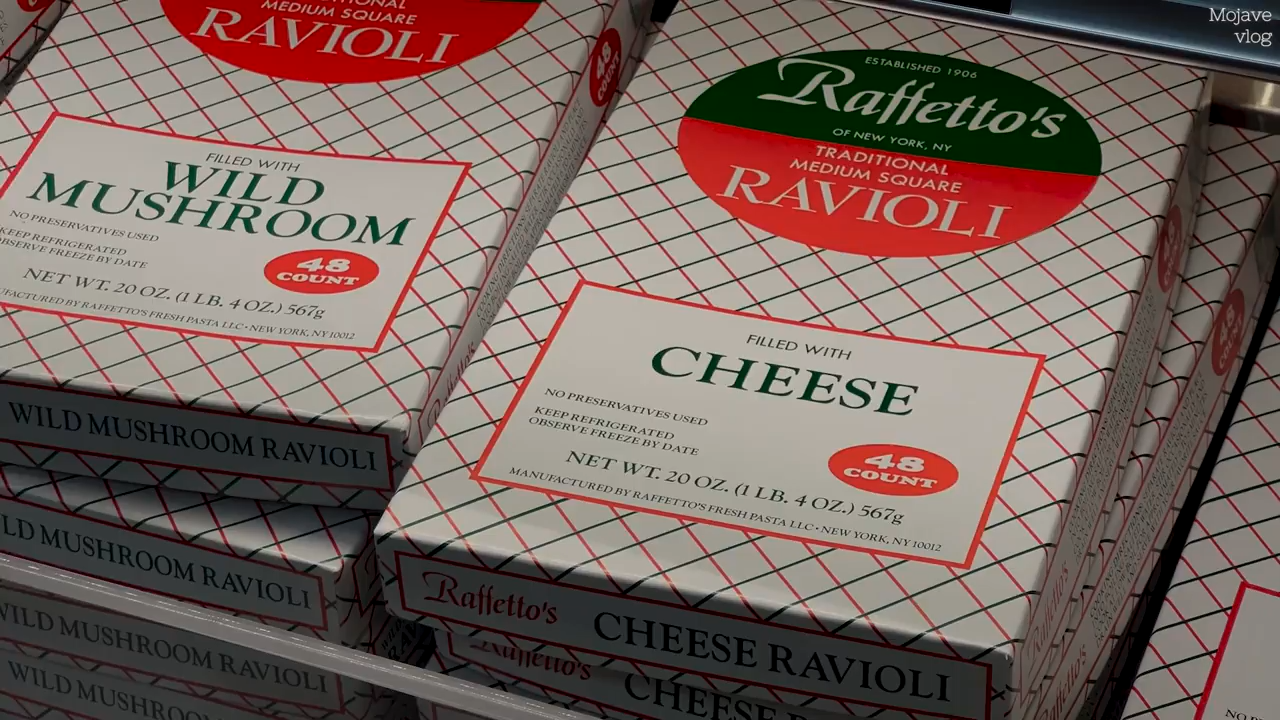 Mojave
vlog
MEDIUM SQUARE
RAVIOLI
48
COUNT
FILLED WITH
WILD
MUSHROOM
NO PRESERVATIVES USED
KEEP REFRIGERATED
OBSERVE FREEZE BY DATE
48
COUNT
NET WT. 20 OZ. (1 LB. 4 OZ.) 567g
BY RAFFETTO'S FRESH PASTA LLC • NEW YORK, NY 10012
WILD MUSHROOM RAVIOLI
MUSHROOM RAVIOLI
WILD MUSHROOM RAVIOLI
WILD MUSHROOM
ESTABLISHED 1906
Raffetto's
OF NEW YORK, NY
TRADITIONAL
MEDIUM SQUARE
RAVIOLI
FILLED WITH
CHEESE
NO PRESERVATIVES USED
KEEP REFRIGERATED
OBSERVE FREEZE BY DATE
48
COUNT
NET WT. 20 OZ. (1 LB. 4 OZ.) 567g
MANUFACTURED BY RAFFETTO'S FRESH PASTA LLC • NEW YORK, NY 10012
Raffetto's CHEESE RAVIOLI
Raffetto's CHEESE